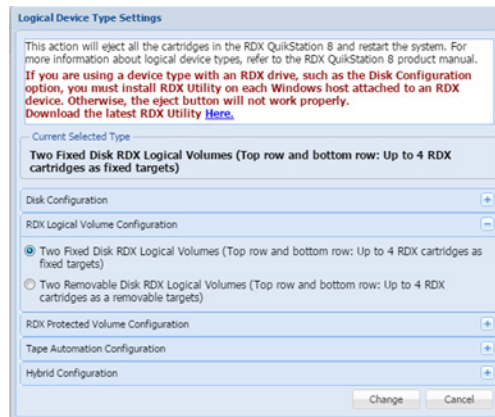 Logical Device Type Settings
This action will eject all the cartridges in the RDX QuikStation 8 and restart the system. For
more information about logical device types, refer to the RDX QuikStation 8 product manual.
If you are using a device type with an RDX drive, such as the Disk Configuration
option, you must install RDX Utility on each Windows host attached to an RDX
device. Otherwise, the eject button will not work properly.
Download the latest RDX Utility Here.
Current Selected Type
Two Fixed Disk RDX Logical Volumes (Top row and bottom row: Up to 4 RDX
cartridges as fixed targets)
Disk Configuration
RDX Logical Volume Configuration
Two Fixed Disk RDX Logical Volumes (Top row and bottom row: Up to 4 RDX cartridges as
fixed targets)
Two Removable Disk RDX Logical Volumes (Top row and bottom row: Up to 4 RDX
cartridges as a removable targets)
RDX Protected Volume Configuration
Tape Automation Configuration
Hybrid Configuration
Change Cancel